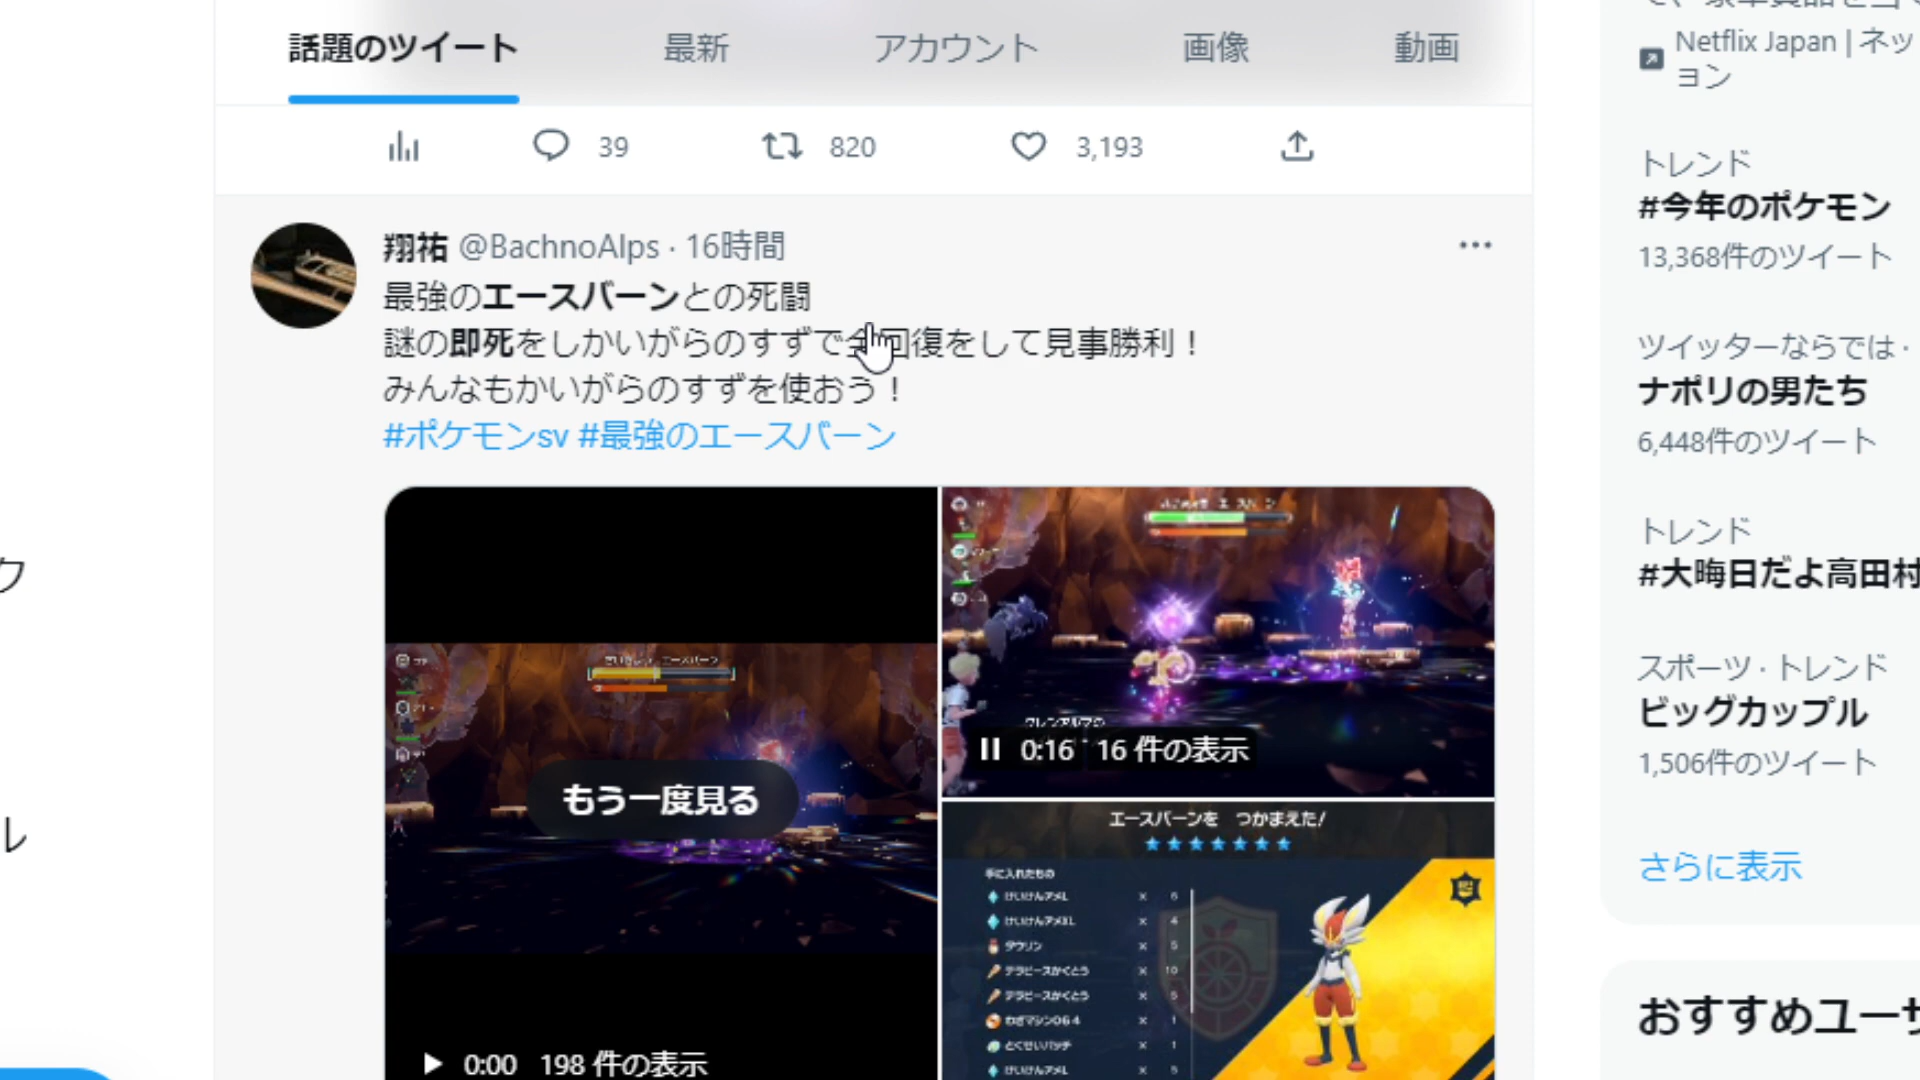 話題のツイート
最新
アカウント
画像
動画
39
820
3,193
翔祐 @BachnoAlps · 16時間
最強のエースバーンとの死闘
謎の即死をしかいがらのすずで全回復をして見事勝利！
みんなもかいがらのすずを使おう！
#ポケモンsv #最強のエースバーン
もう一度見る
0:00 198 件の表示
0:16 16 件の表示
エースバーンを つかまえた！
手に入れたもの
けいけんアメL × 6
けいけんアメXL × 4
タウリン × 5
テラピースかくとう × 10
テラピースかくとう × 5
わざマシン064 × 1
とくせいパッチ × 1
けいけんアメL × 5
ク
ル
Netflix Japan | ネッ
ョン
トレンド
#今年のポケモン
13,368件のツイート
ツイッターならでは ·
ナポリの男たち
6,448件のツイート
トレンド
#大晦日だよ高田村
スポーツ · トレンド
ビッグカップル
1,506件のツイート
さらに表示
おすすめユーザ